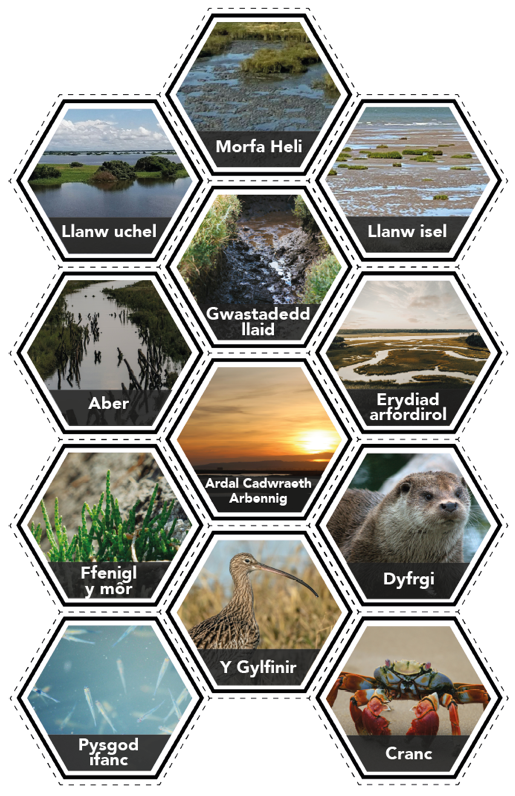 Morfa Heli
Llanw uchel
Llanw isel
Gwastadedd
llaid
Aber
Erydiad
arfordirol
Ardal Cadwraeth
Arbennig
Ffenigl
y môr
Dyfrgi
Y Gylfinir
Pysgod
ifanc
Cranc